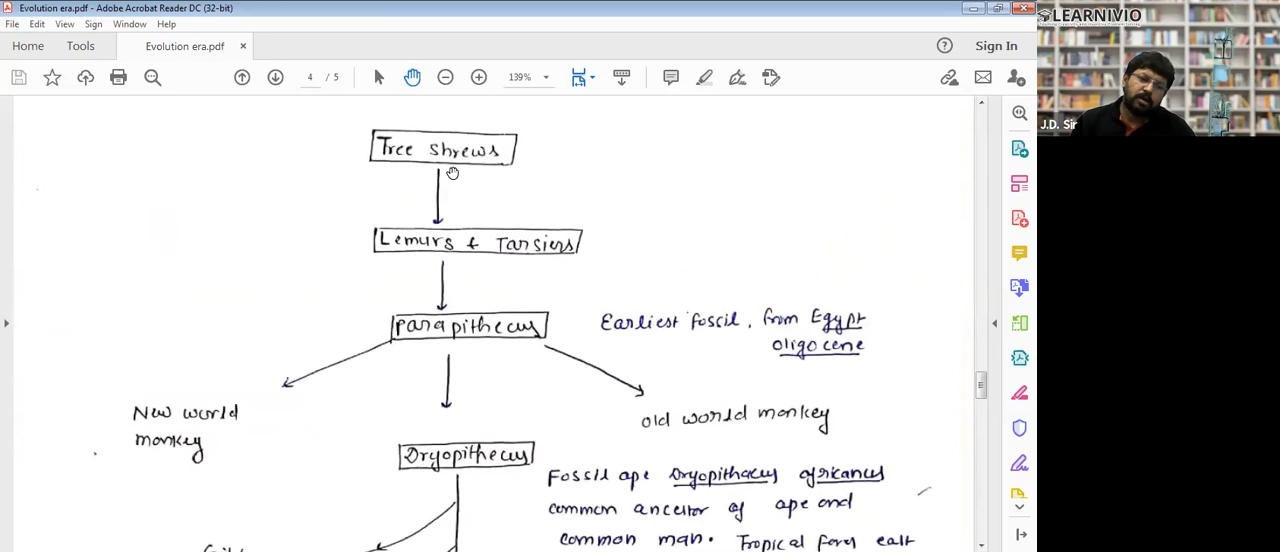 Evolution era.pdf - Adobe Acrobat Reader DC (32-bit)
File Edit View Sign Window Help
Home Tools Evolution era.pdf × Sign In
4 / 5 139%
LEARNIVIO
J.D. Sir
Tree Shrews
Lemurs & Tarsiers
Parapithecus
Earliest fossil, from Egypt
oligocene
New world
monkey
old world monkey
Dryopithecus
Fossil ape Dryopithacus africanus
common ancestor of ape and
common man. Tropical